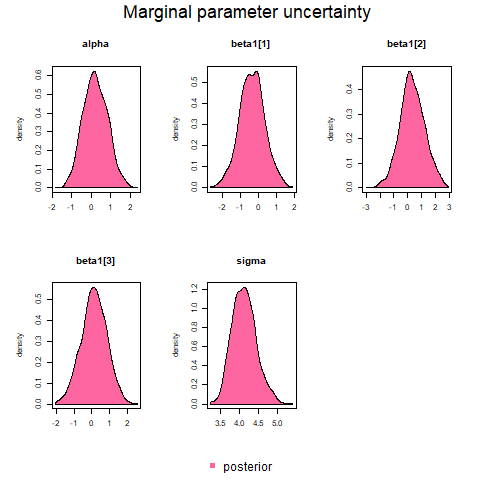 Marginal parameter uncertainty
alpha
density
0.0 0.1 0.2 0.3 0.4 0.5 0.6
-2 -1 0 1 2
beta1[1]
density
0.0 0.1 0.2 0.3 0.4 0.5
-2 -1 0 1 2
beta1[2]
density
0.0 0.1 0.2 0.3 0.4
-3 -1 0 1 2 3
beta1[3]
density
0.0 0.1 0.2 0.3 0.4 0.5
-2 -1 0 1 2
sigma
density
0.0 0.2 0.4 0.6 0.8 1.0 1.2
3.5 4.0 4.5 5.0
posterior